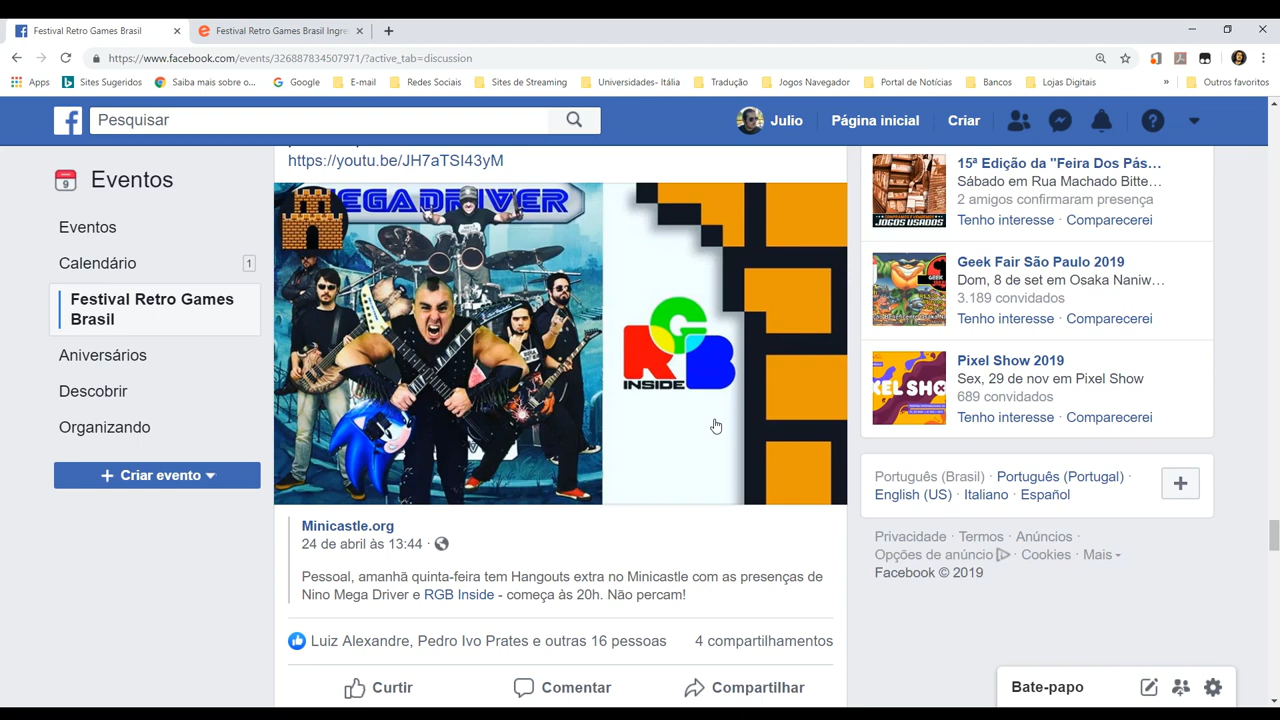 Festival Retro Games Brasil
Festival Retro Games Brasil Ingre
https://www.facebook.com/events/326887834507971/?active_tab=discussion
Apps
Sites Sugeridos
Saiba mais sobre o...
Google
E-mail
Redes Sociais
Sites de Streaming
Universidades- Itália
Tradução
Jogos Navegador
Portal de Notícias
Bancos
Lojas Digitais
»
Outros favoritos
Pesquisar
Julio
Página inicial
Criar
9
Eventos
Eventos
Calendário
1
Festival Retro Games
Brasil
Aniversários
Descobrir
Organizando
Criar evento
https://youtu.be/JH7aTSI43yM
MEGADRIVER
RGB
INSIDE
Minicastle.org
24 de abril às 13:44 ·
Pessoal, amanhã quinta-feira tem Hangouts extra no Minicastle com as presenças de
Nino Mega Driver e RGB Inside - começa às 20h. Não percam!
Luiz Alexandre, Pedro Ivo Prates e outras 16 pessoas
4 compartilhamentos
Curtir
Comentar
Compartilhar
15ª Edição da "Feira Dos Pás...
Sábado em Rua Machado Bitte...
2 amigos confirmaram presença
Tenho interesse · Comparecerei
JOGOS USADOS
Geek Fair São Paulo 2019
Dom, 8 de set em Osaka Naniw...
3.189 convidados
Tenho interesse · Comparecerei
Pixel Show 2019
Sex, 29 de nov em Pixel Show
689 convidados
Tenho interesse · Comparecerei
XEL SHO
Português (Brasil) · Português (Portugal) ·
English (US) · Italiano · Español
Privacidade · Termos · Anúncios ·
Opções de anúncio · Cookies · Mais
Facebook © 2019
Bate-papo